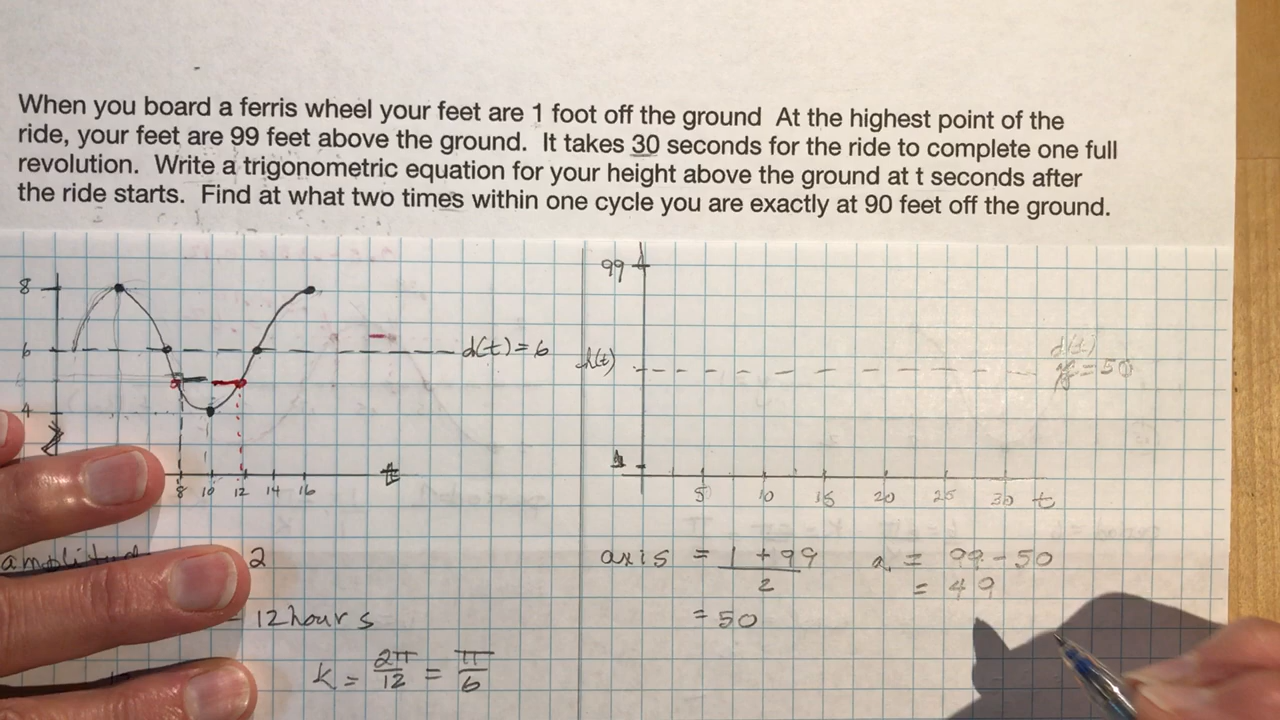 When you board a ferris wheel your feet are 1 foot off the ground At the highest point of the
ride, your feet are 99 feet above the ground. It takes 30 seconds for the ride to complete one full
revolution. Write a trigonometric equation for your height above the ground at t seconds after
the ride starts. Find at what two times within one cycle you are exactly at 90 feet off the ground.
8
6
4
d(t) = 6
8 10 12 14 16 t
2
12 hours
k = 2π/12 = π/6
99
h(t)
= 50
1
5 10 15 20 25 30 t
axis = 1 + 99 / 2
= 50
a = 99 - 50
= 49